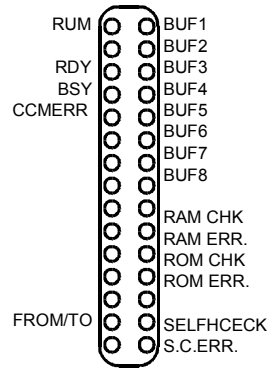 RUM BUF1
BUF2
RDY BUF3
BSY BUF4
CCMERR BUF5
BUF6
BUF7
BUF8
RAM CHK
RAM ERR.
ROM CHK
ROM ERR.
FROM/TO SELFHCECK
S.C.ERR.